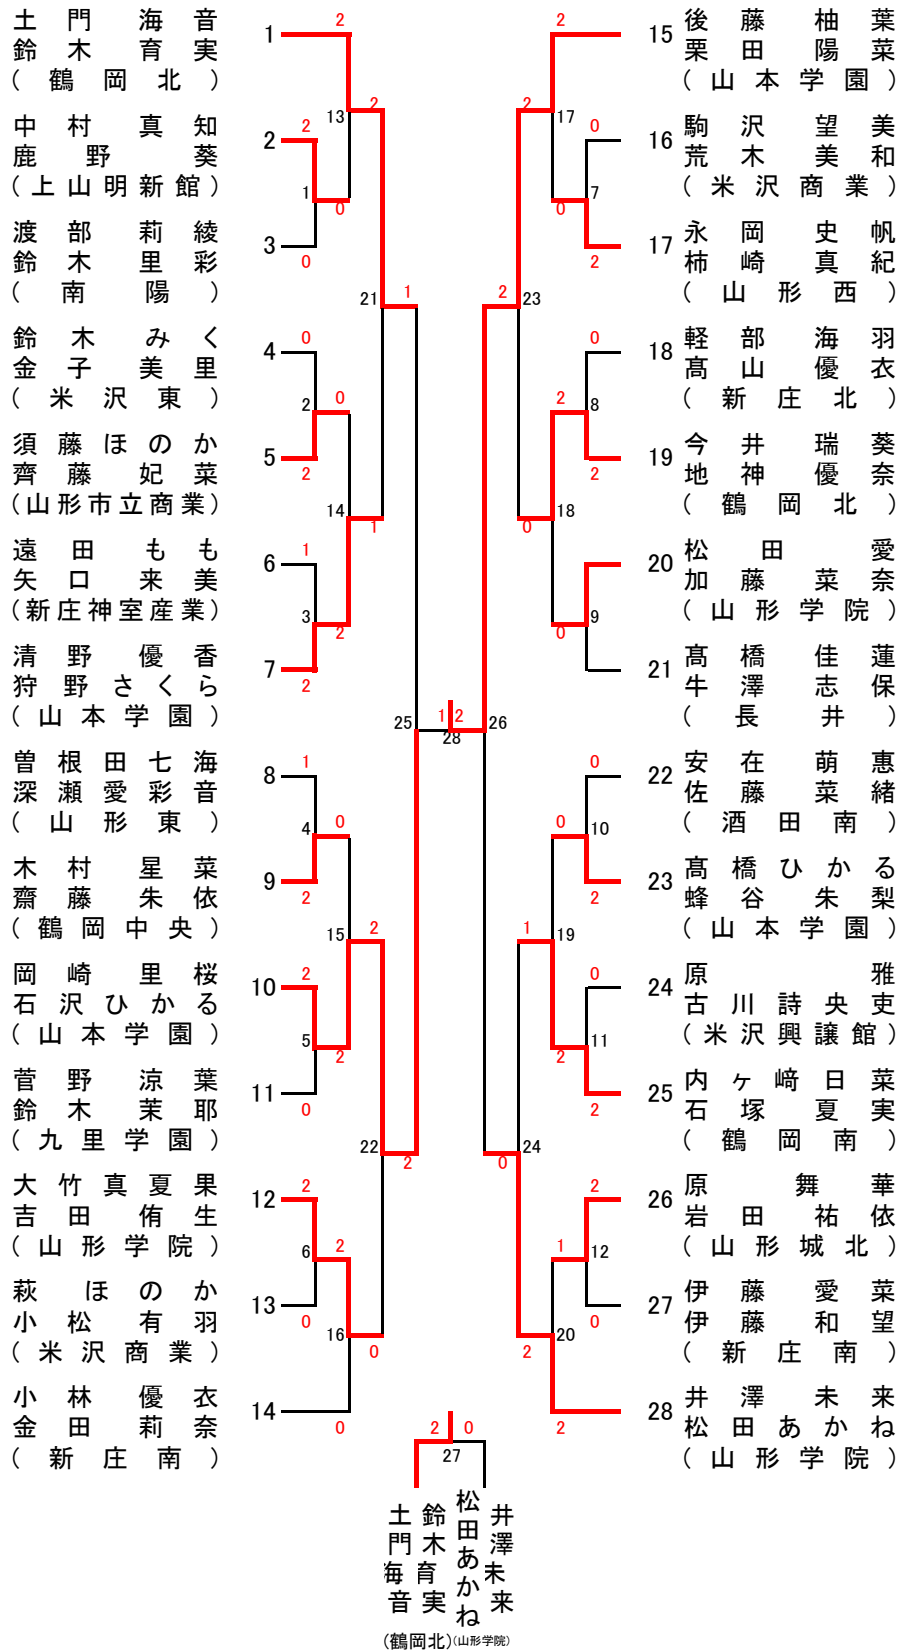 土門海音
鈴木育実
(鶴岡北)
1
2
中村真知
鹿野葵
(上山明新館)
2
2
13
2
1
0
渡部莉綾
鈴木里彩
(南陽)
3
0
21
1
鈴木みく
金子美里
(米沢東)
4
0
2
0
須藤ほのか
齊藤妃菜
(山形市立商業)
5
2
14
1
遠田もも
矢口来美
(新庄神室産業)
6
1
3
2
清野優香
狩野さくら
(山本学園)
7
2
25
1
2
28
26
曽根田七海
深瀬愛彩音
(山形東)
8
1
4
0
木村星菜
齋藤朱依
(鶴岡中央)
9
2
15
2
岡崎里桜
石沢ひかる
(山本学園)
10
2
5
2
菅野涼葉
鈴木茉耶
(九里学園)
11
0
22
2
大竹真夏果
吉田侑生
(山形学院)
12
2
6
2
萩ほのか
小松有羽
(米沢商業)
13
0
16
0
小林優衣
金田莉奈
(新庄南)
14
0
2
15
後藤柚葉
栗田陽菜
(山本学園)
2
17
0
16
駒沢望美
荒木美和
(米沢商業)
7
0
2
17
永岡史帆
柿崎真紀
(山形西)
2
23
0
18
軽部海羽
髙山優衣
(新庄北)
2
8
2
19
今井瑞葵
地神優奈
(鶴岡北)
0
18
20
松田愛
加藤菜奈
(山形学院)
0
9
21
髙橋佳蓮
牛澤志保
(長井)
0
22
安在萌惠
佐藤菜緒
(酒田南)
0
10
2
23
髙橋ひかる
蜂谷朱梨
(山本学園)
1
19
0
24
原雅
古川詩央吏
(米沢興譲館)
2
11
2
25
内ヶ﨑日菜
石塚夏実
(鶴岡南)
0
24
2
26
原舞華
岩田祐依
(山形城北)
1
12
0
27
伊藤愛菜
伊藤和望
(新庄南)
2
20
2
28
井澤未来
松田あかね
(山形学院)
2
0
27
土門海音
鈴木育実
松田あかね
井澤未来
(鶴岡北)
(山形学院)